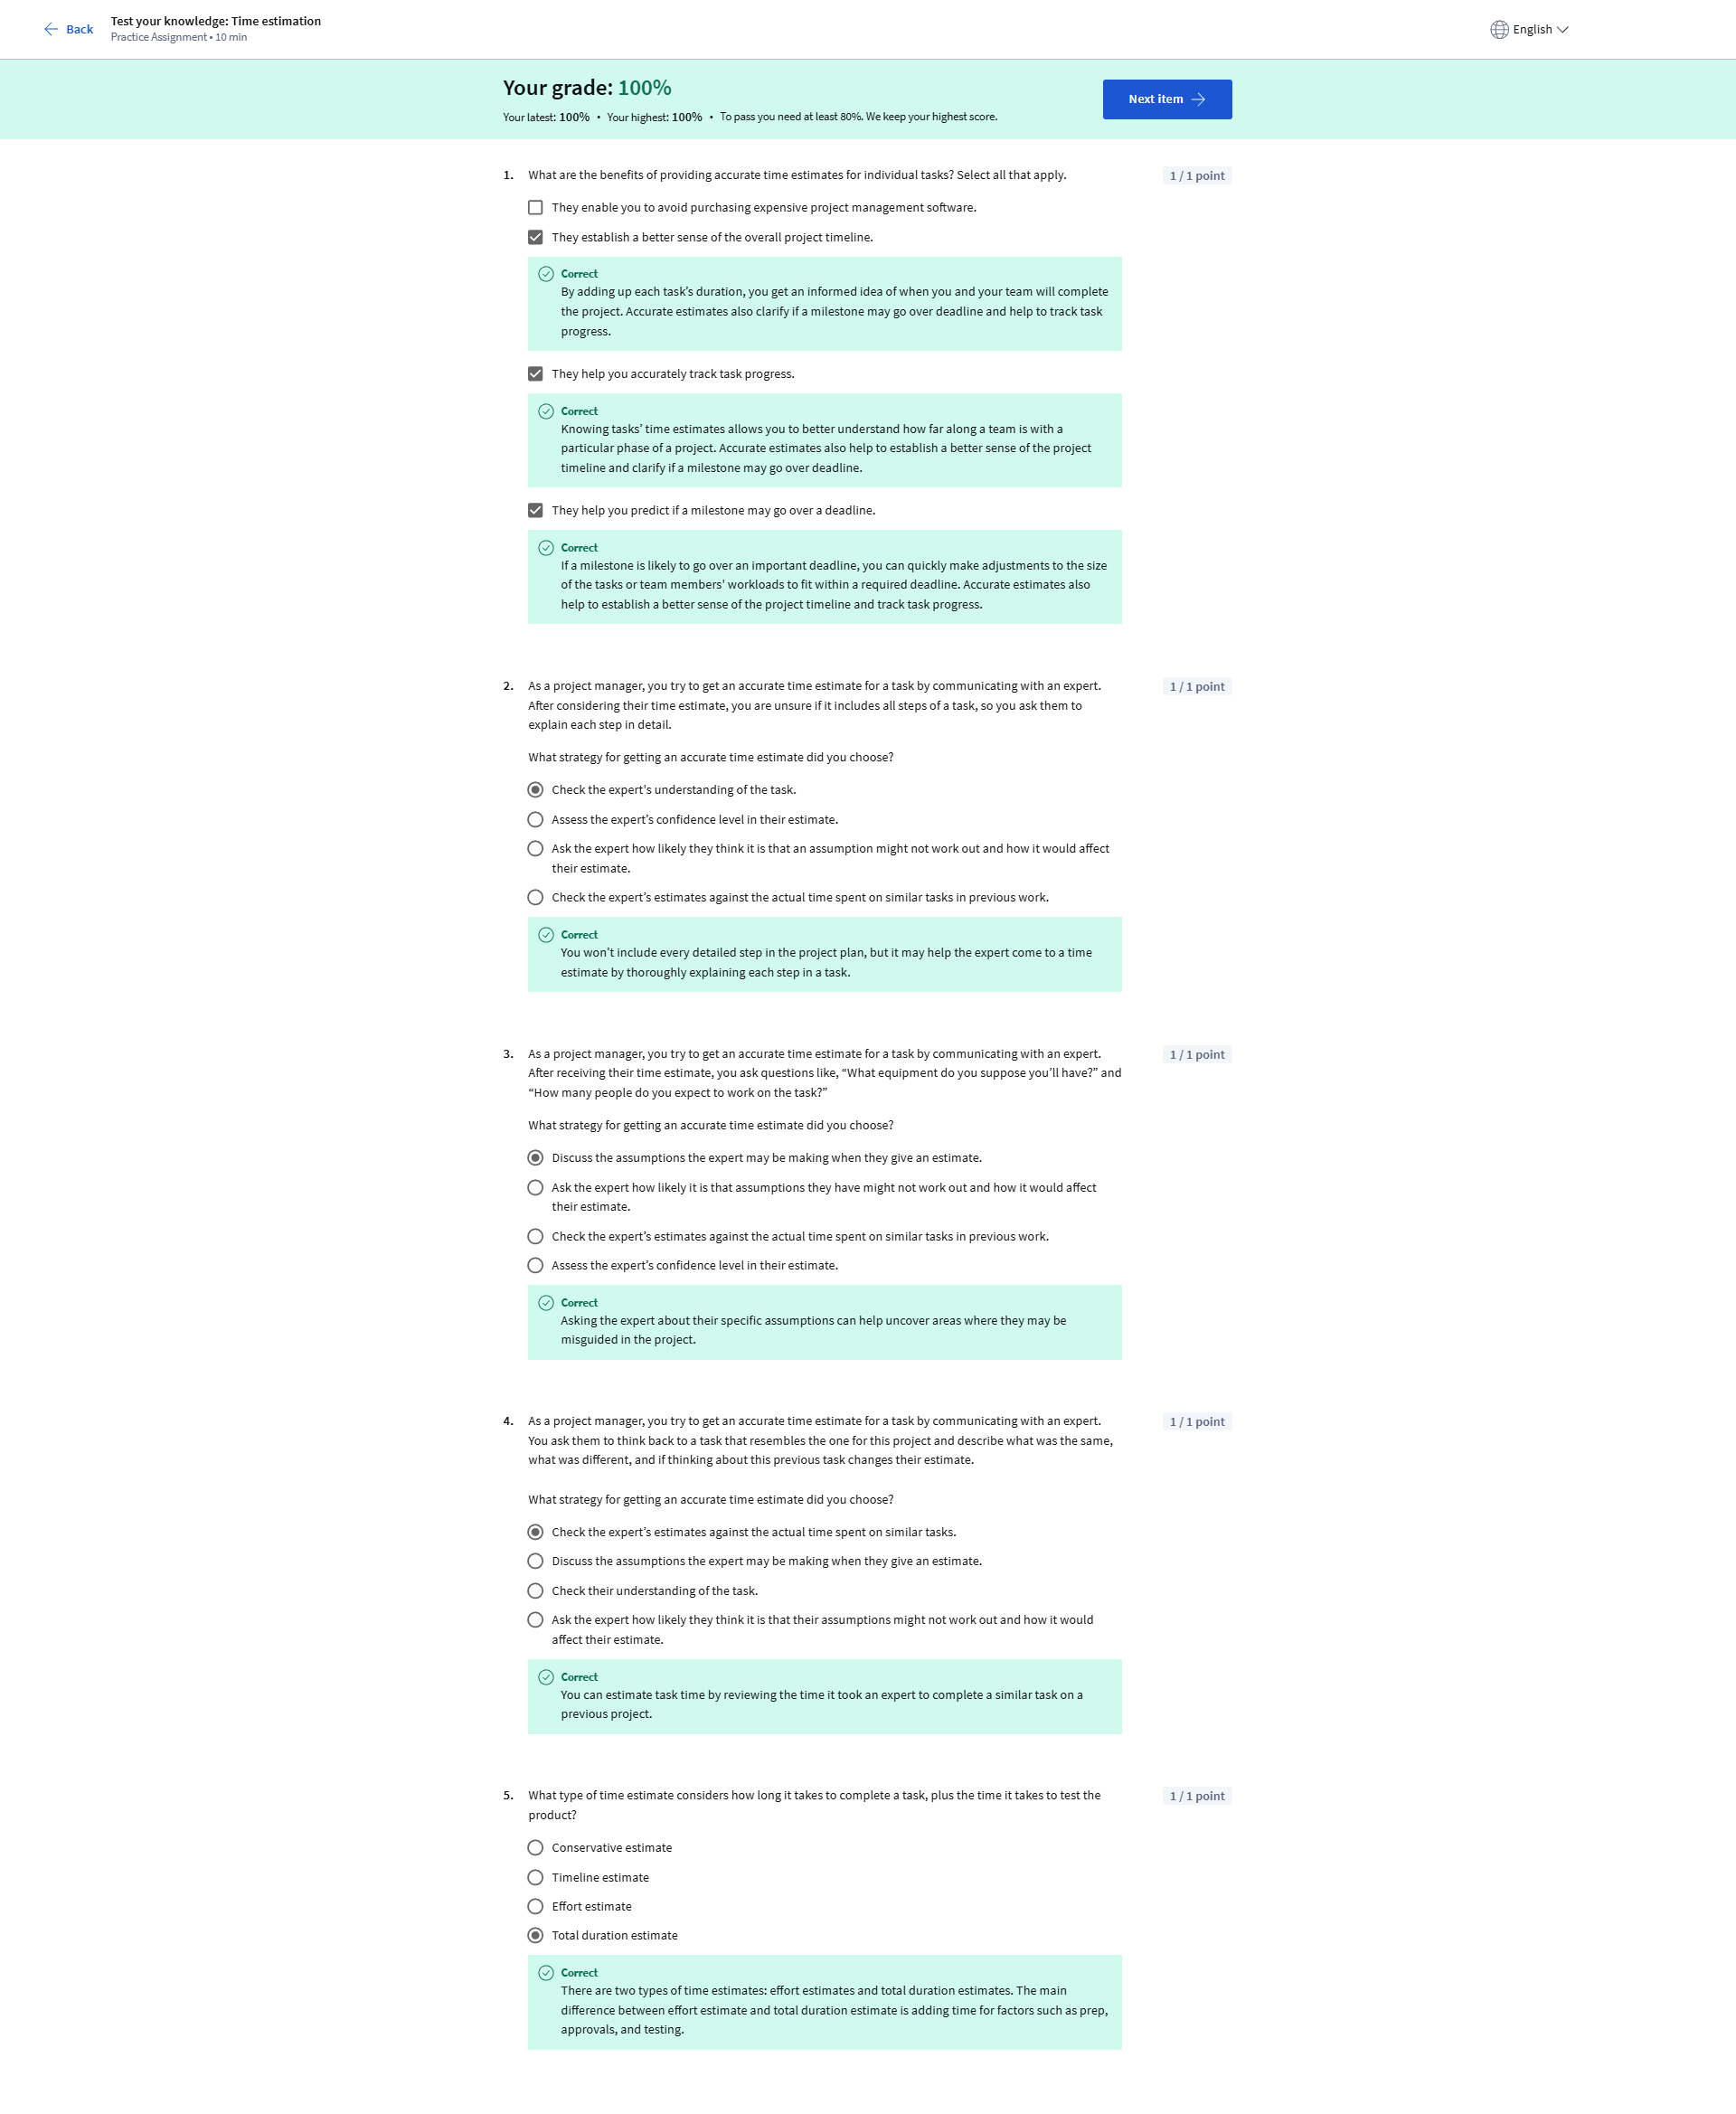 Back
Test your knowledge: Time estimation
Practice Assignment • 10 min
English
Your grade: 100%
Your latest: 100% • Your highest: 100% • To pass you need at least 80%. We keep your highest score.
Next item
1. What are the benefits of providing accurate time estimates for individual tasks? Select all that apply.
1 / 1 point
They enable you to avoid purchasing expensive project management software.
They establish a better sense of the overall project timeline.
Correct
By adding up each task’s duration, you get an informed idea of when you and your team will complete
the project. Accurate estimates also clarify if a milestone may go over deadline and help to track task
progress.
They help you accurately track task progress.
Correct
Knowing tasks’ time estimates allows you to better understand how far along a team is with a
particular phase of a project. Accurate estimates also help to establish a better sense of the project
timeline and clarify if a milestone may go over deadline.
They help you predict if a milestone may go over a deadline.
Correct
If a milestone is likely to go over an important deadline, you can quickly make adjustments to the size
of the tasks or team members' workloads to fit within a required deadline. Accurate estimates also
help to establish a better sense of the project timeline and track task progress.
2. As a project manager, you try to get an accurate time estimate for a task by communicating with an expert.
1 / 1 point
After considering their time estimate, you are unsure if it includes all steps of a task, so you ask them to
explain each step in detail.
What strategy for getting an accurate time estimate did you choose?
Check the expert's understanding of the task.
Assess the expert’s confidence level in their estimate.
Ask the expert how likely they think it is that an assumption might not work out and how it would affect
their estimate.
Check the expert’s estimates against the actual time spent on similar tasks in previous work.
Correct
You won’t include every detailed step in the project plan, but it may help the expert come to a time
estimate by thoroughly explaining each step in a task.
3. As a project manager, you try to get an accurate time estimate for a task by communicating with an expert.
1 / 1 point
After receiving their time estimate, you ask questions like, “What equipment do you suppose you’ll have?” and
“How many people do you expect to work on the task?”
What strategy for getting an accurate time estimate did you choose?
Discuss the assumptions the expert may be making when they give an estimate.
Ask the expert how likely it is that assumptions they have might not work out and how it would affect
their estimate.
Check the expert’s estimates against the actual time spent on similar tasks in previous work.
Assess the expert’s confidence level in their estimate.
Correct
Asking the expert about their specific assumptions can help uncover areas where they may be
misguided in the project.
4. As a project manager, you try to get an accurate time estimate for a task by communicating with an expert.
1 / 1 point
You ask them to think back to a task that resembles the one for this project and describe what was the same,
what was different, and if thinking about this previous task changes their estimate.
What strategy for getting an accurate time estimate did you choose?
Check the expert’s estimates against the actual time spent on similar tasks.
Discuss the assumptions the expert may be making when they give an estimate.
Check their understanding of the task.
Ask the expert how likely they think it is that their assumptions might not work out and how it would
affect their estimate.
Correct
You can estimate task time by reviewing the time it took an expert to complete a similar task on a
previous project.
5. What type of time estimate considers how long it takes to complete a task, plus the time it takes to test the
1 / 1 point
product?
Conservative estimate
Timeline estimate
Effort estimate
Total duration estimate
Correct
There are two types of time estimates: effort estimates and total duration estimates. The main
difference between effort estimate and total duration estimate is adding time for factors such as prep,
approvals, and testing.